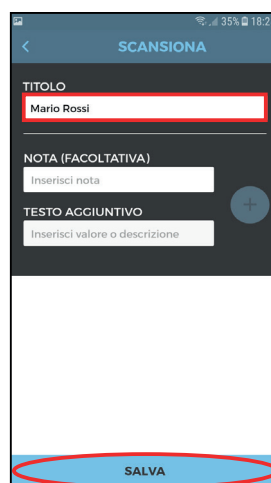 35% 18:2
SCANSIONA
TITOLO
Mario Rossi
NOTA (FACOLTATIVA)
Inserisci nota
TESTO AGGIUNTIVO
Inserisci valore o descrizione
SALVA